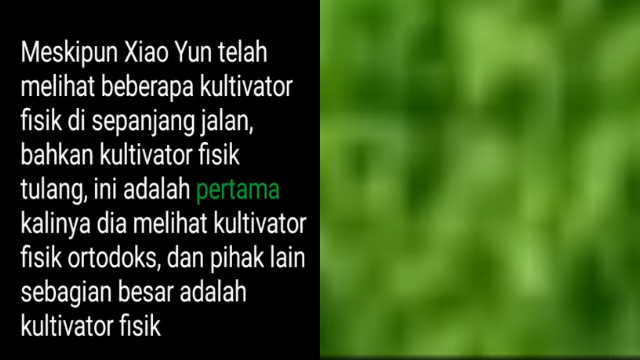 Meskipun Xiao Yun telah
melihat beberapa kultivator
fisik di sepanjang jalan,
bahkan kultivator fisik
tulang, ini adalah pertama
kalinya dia melihat kultivator
fisik ortodoks, dan pihak lain
sebagian besar adalah
kultivator fisik